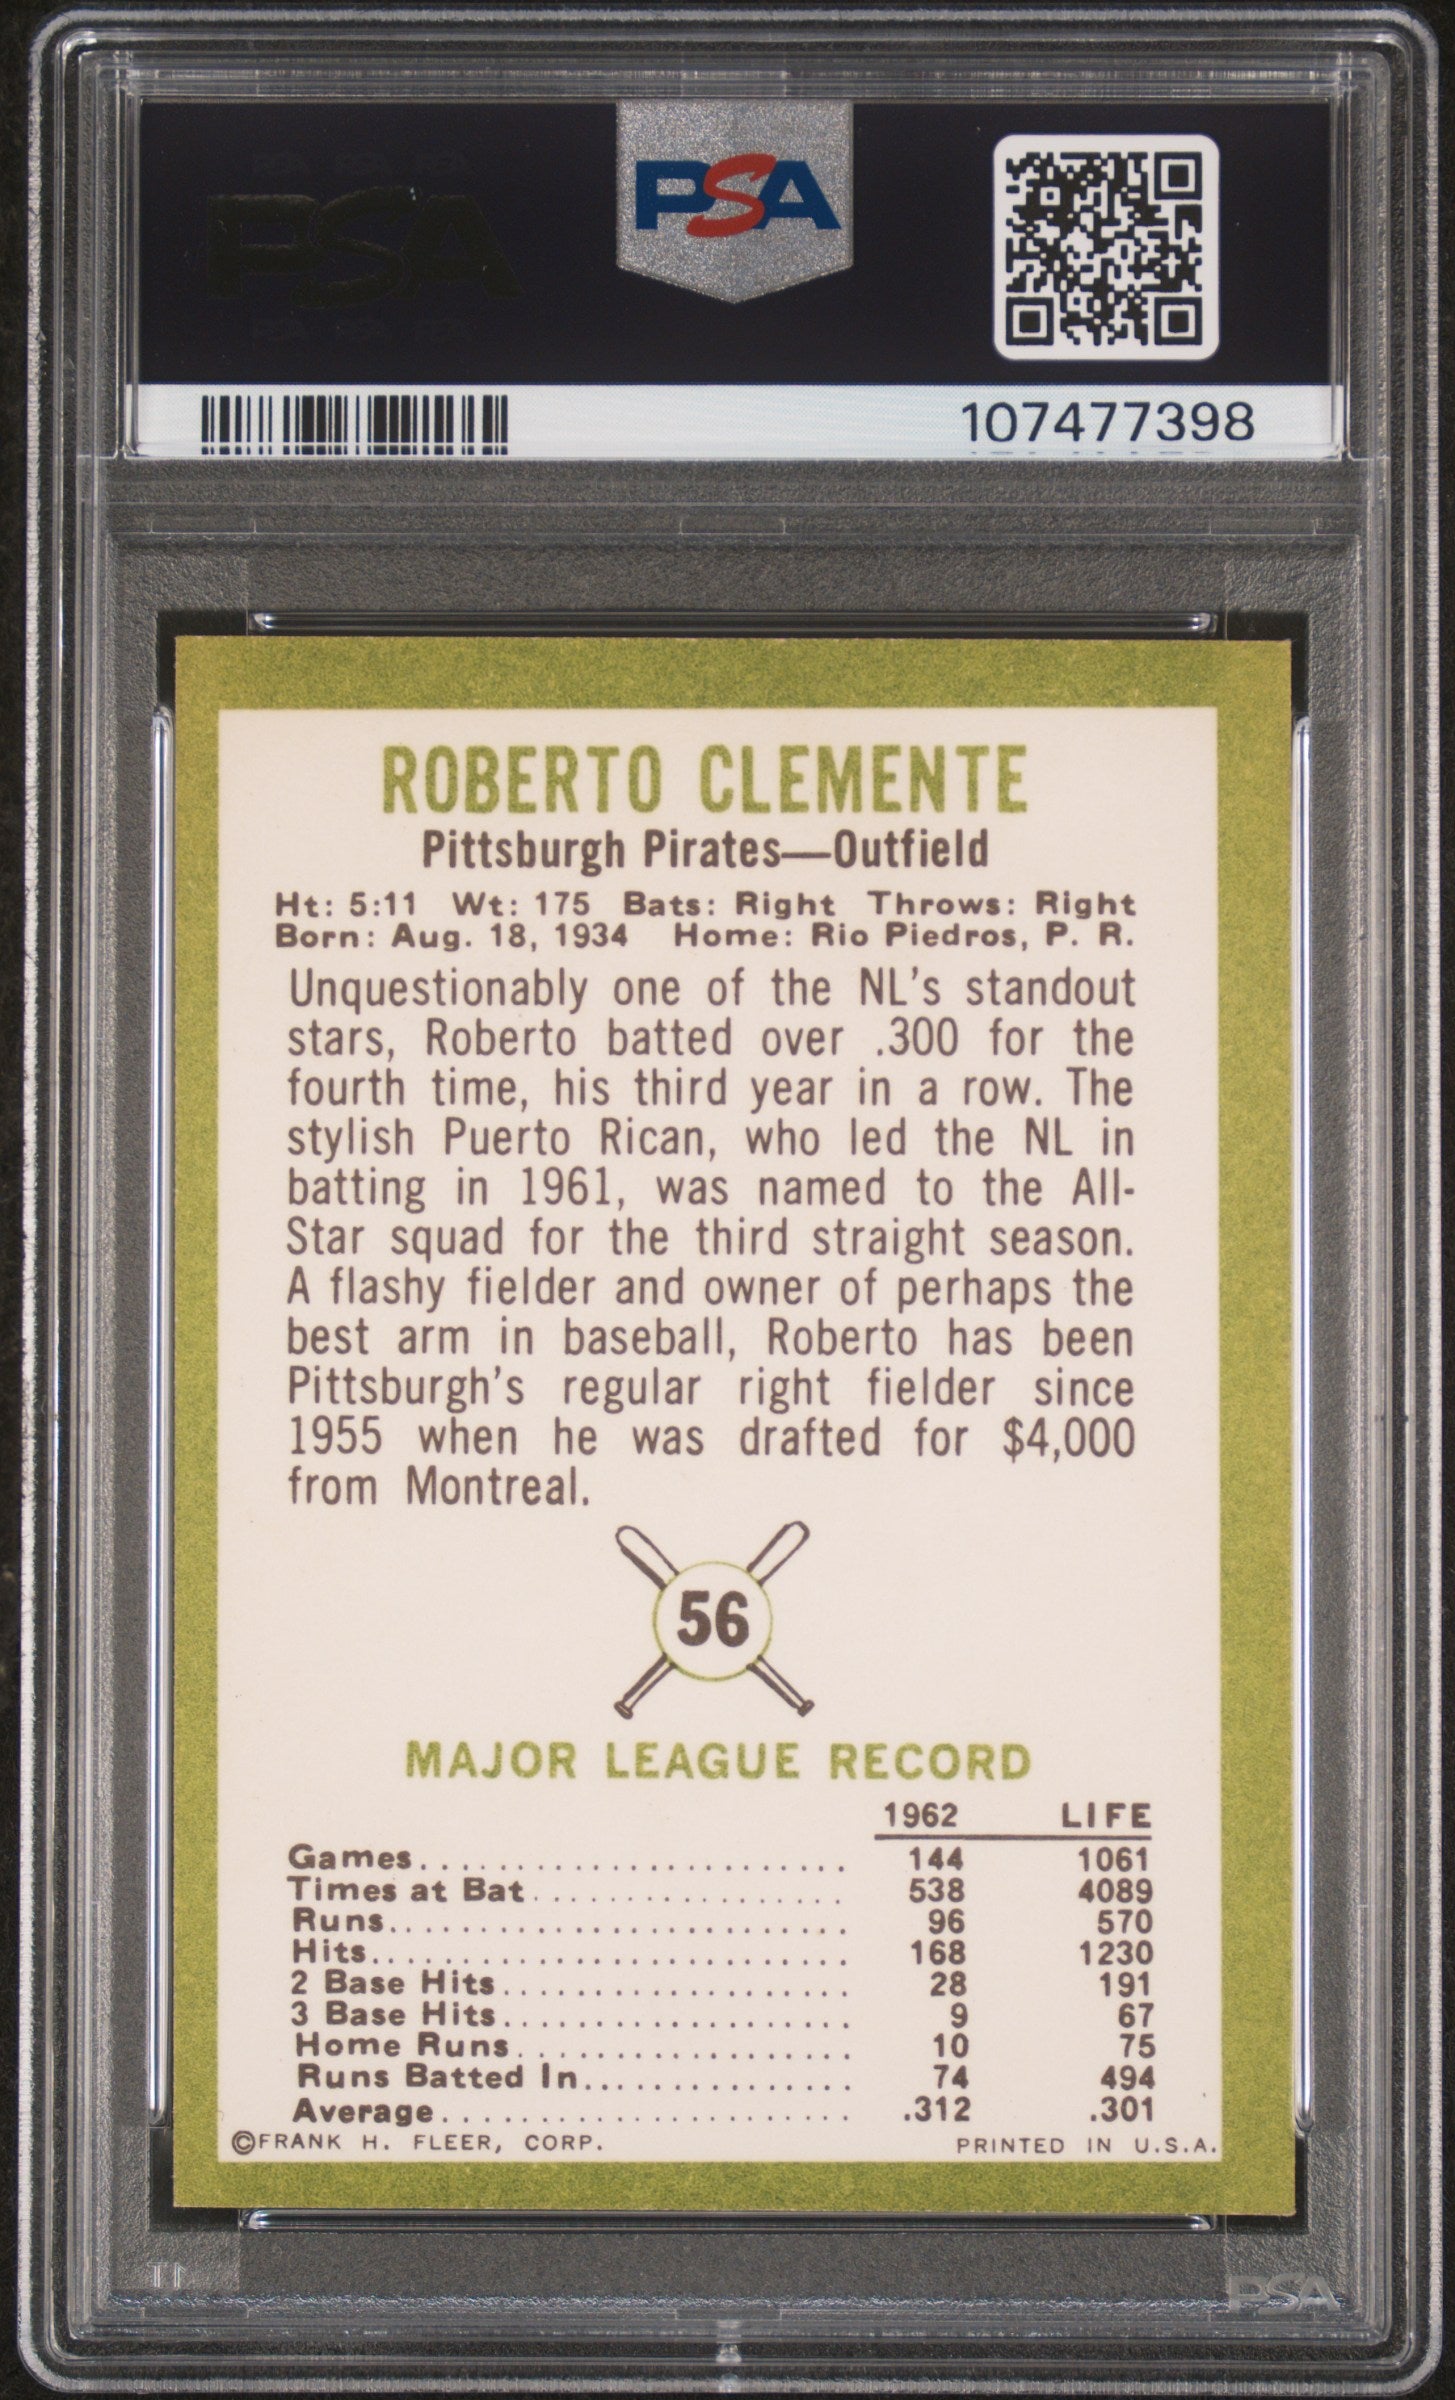 PSA
PSA
107477398
ROBERTO CLEMENTE
Pittsburgh Pirates—Outfield
Ht: 5:11 Wt: 175 Bats: Right Throws: Right
Born: Aug. 18, 1934 Home: Rio Piedros, P. R.
Unquestionably one of the NL's standout
stars, Roberto batted over .300 for the
fourth time, his third year in a row. The
stylish Puerto Rican, who led the NL in
batting in 1961, was named to the All-
Star squad for the third straight season.
A flashy fielder and owner of perhaps the
best arm in baseball, Roberto has been
Pittsburgh's regular right fielder since
1955 when he was drafted for $4,000
from Montreal.
56
MAJOR LEAGUE RECORD
1962 LIFE
Games........................ 144 1061
Times at Bat................. 538 4089
Runs......................... 96 570
Hits.......................... 168 1230
2 Base Hits.................. 28 191
3 Base Hits.................. 9 67
Home Runs.................. 10 75
Runs Batted In............... 74 494
Average...................... .312 .301
©FRANK H. FLEER, CORP. PRINTED IN U.S.A.
PSA